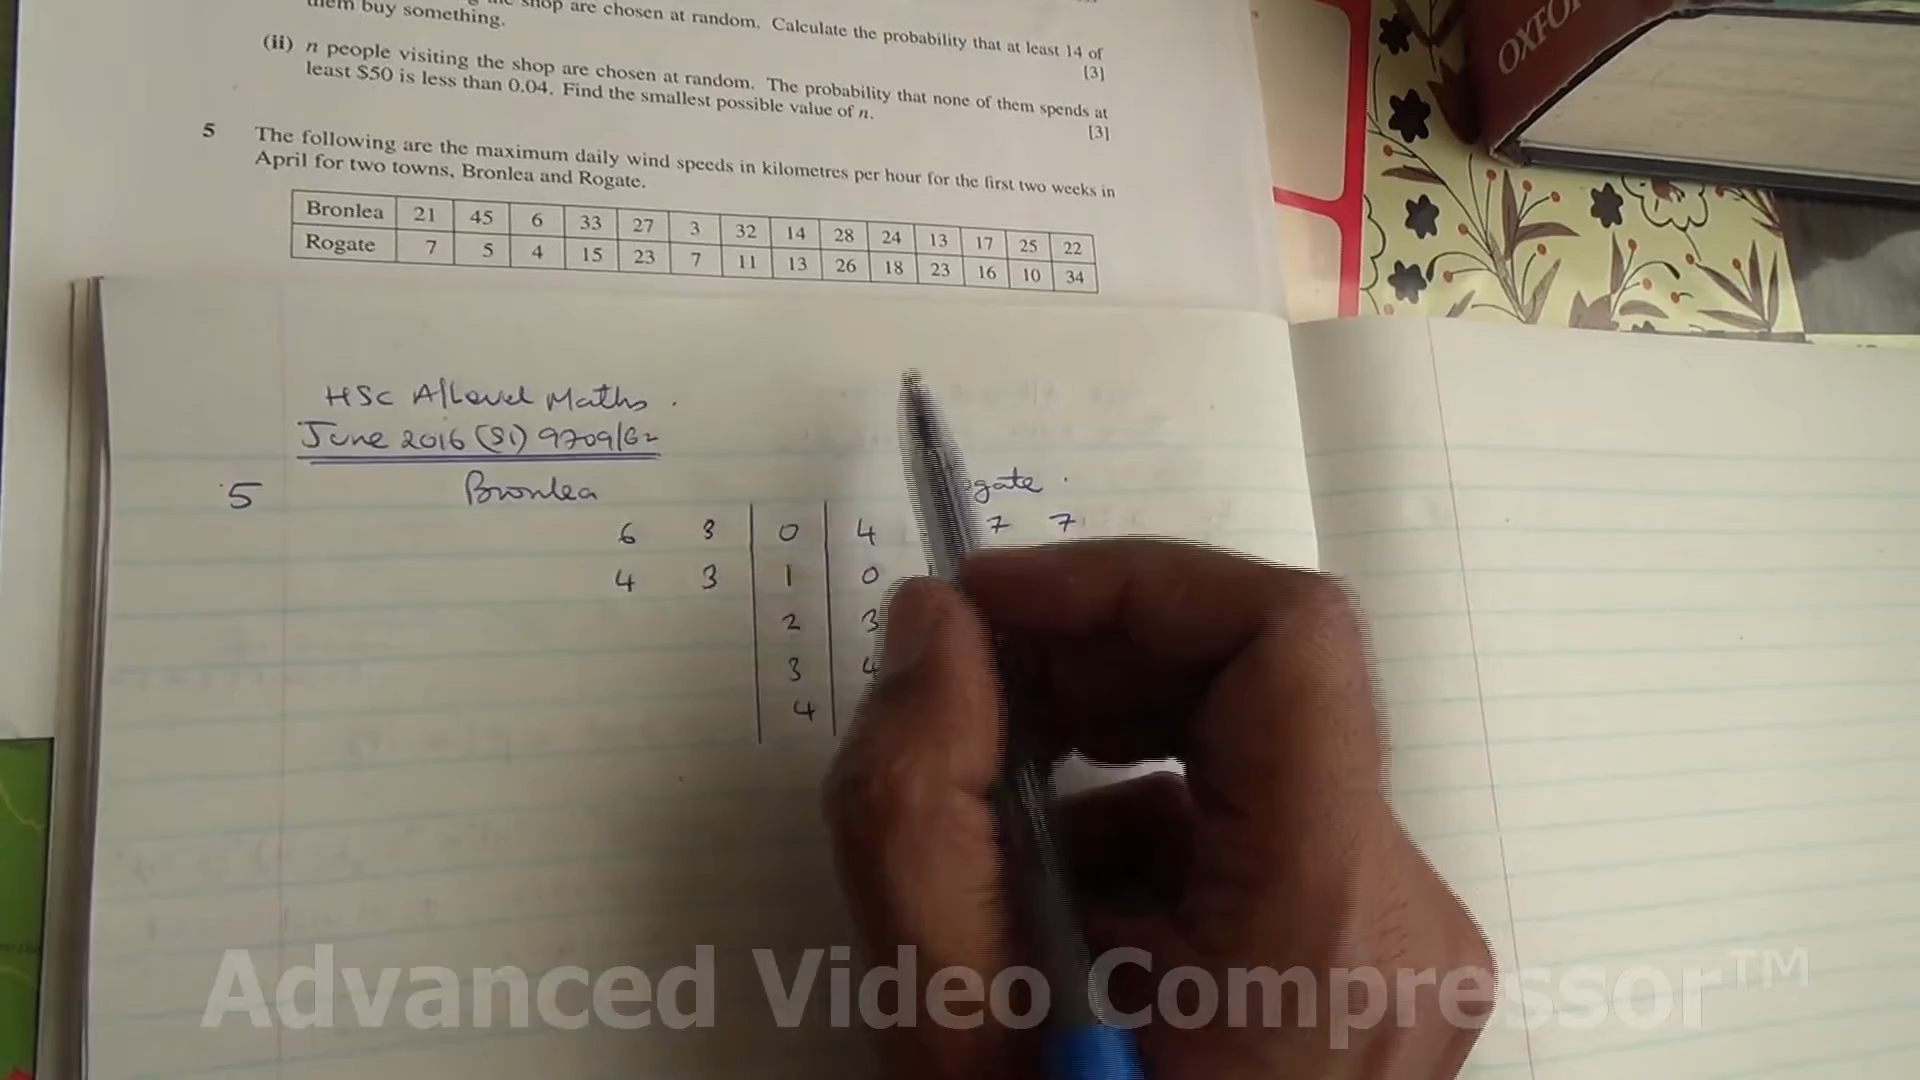 shop are chosen at random. Calculate the probability that at least 14 of
them buy something. [3]
(ii) n people visiting the shop are chosen at random. The probability that none of them spends at
least $50 is less than 0.04. Find the smallest possible value of n. [3]
5 The following are the maximum daily wind speeds in kilometres per hour for the first two weeks in
April for two towns, Bronlea and Rogate.
Bronlea 21 45 6 33 27 3 32 14 28 24 13 17 25 22
Rogate 7 5 4 15 23 7 11 13 26 18 23 16 10 34
HSC A/Level Maths.
June 2016 (S1) 9709/62
5 Bronlea gate
6 3 0 4 7 7
4 3 1 0
2 3
3 4
4
Advanced Video Compressor™